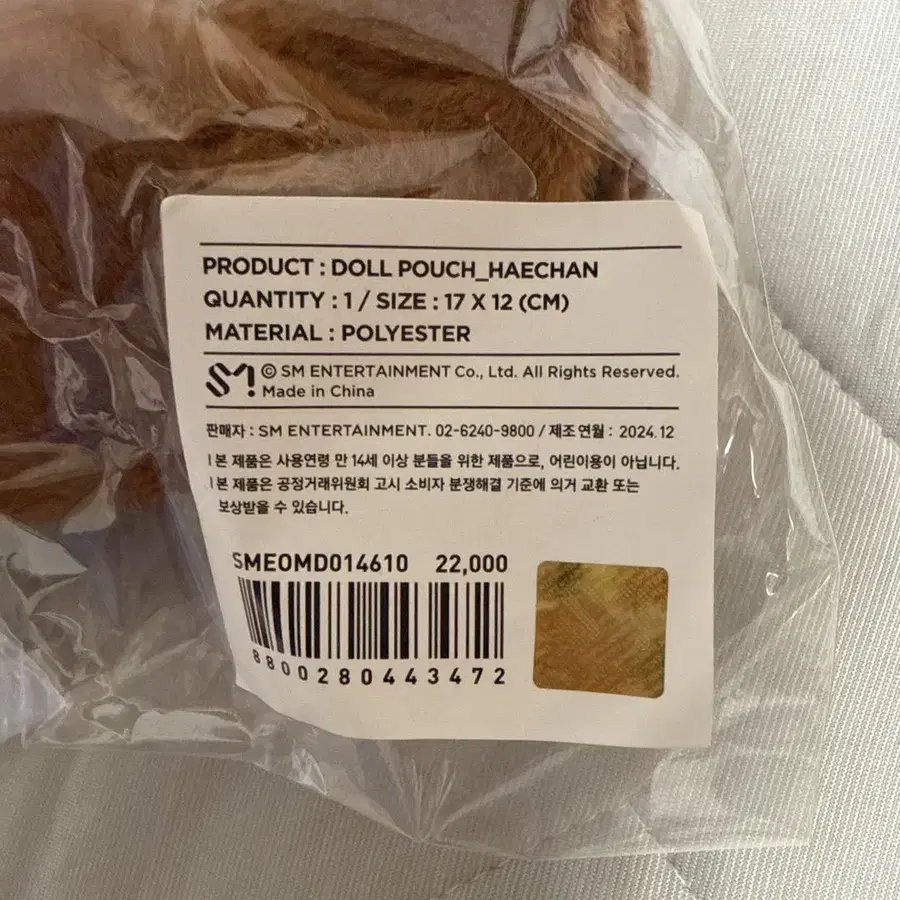 PRODUCT : DOLL POUCH_HAECHAN
QUANTITY : 1 / SIZE : 17 X 12 (CM)
MATERIAL : POLYESTER
SM! © SM ENTERTAINMENT Co., Ltd. All Rights Reserved.
Made in China
판매자 : SM ENTERTAINMENT. 02-6240-9800 / 제조연월 : 2024.12
| 본 제품은 사용연령 만 14세 이상 분들을 위한 제품으로, 어린이용이 아닙니다.
| 본 제품은 공정거래위원회 고시 소비자 분쟁해결 기준에 의거 교환 또는
보상받을 수 있습니다.
SMEOMD014610 22,000
8800280443472